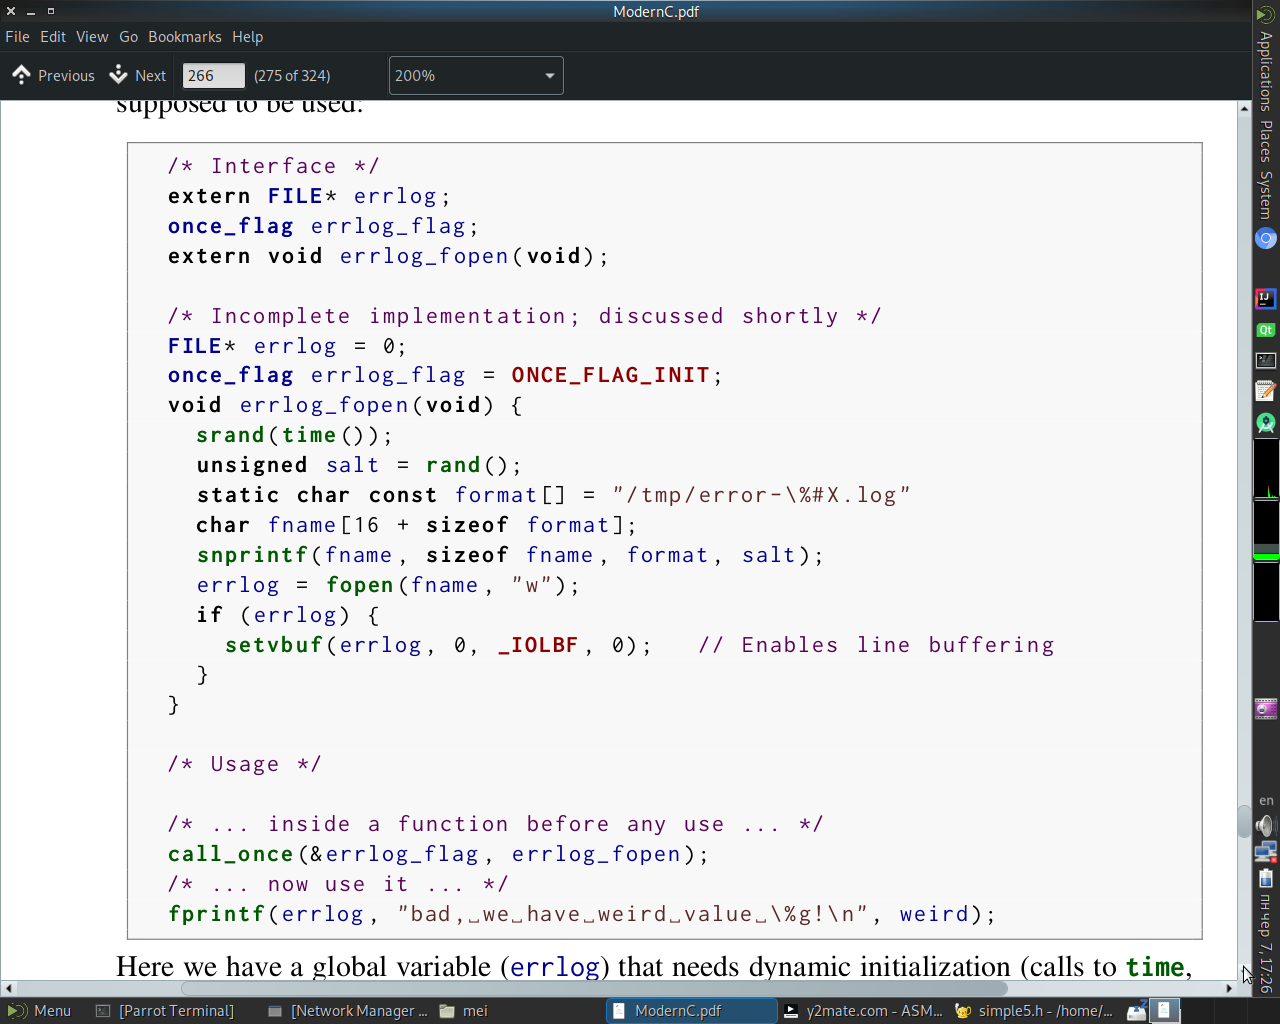 ModernC.pdf
File Edit View Go Bookmarks Help
Previous Next 266 (275 of 324) 200%
supposed to be used:
/* Interface */
extern FILE* errlog;
once_flag errlog_flag;
extern void errlog_fopen(void);
/* Incomplete implementation; discussed shortly */
FILE* errlog = 0;
once_flag errlog_flag = ONCE_FLAG_INIT;
void errlog_fopen(void) {
srand(time());
unsigned salt = rand();
static char const format[] = "/tmp/error-\%#X.log"
char fname[16 + sizeof format];
snprintf(fname, sizeof fname, format, salt);
errlog = fopen(fname, "w");
if (errlog) {
setvbuf(errlog, 0, _IOLBF, 0); // Enables line buffering
}
}
/* Usage */
/* ... inside a function before any use ... */
call_once(&errlog_flag, errlog_fopen);
/* ... now use it ... */
fprintf(errlog, "bad,␣we␣have␣weird␣value␣\%g!\n", weird);
Here we have a global variable (errlog) that needs dynamic initialization (calls to time,
Applications Places System
IJ
Qt
en
пн чер 7, 17:26
Menu [Parrot Terminal] [Network Manager ... mei ModernC.pdf y2mate.com - ASM... simple5.h - /home/...